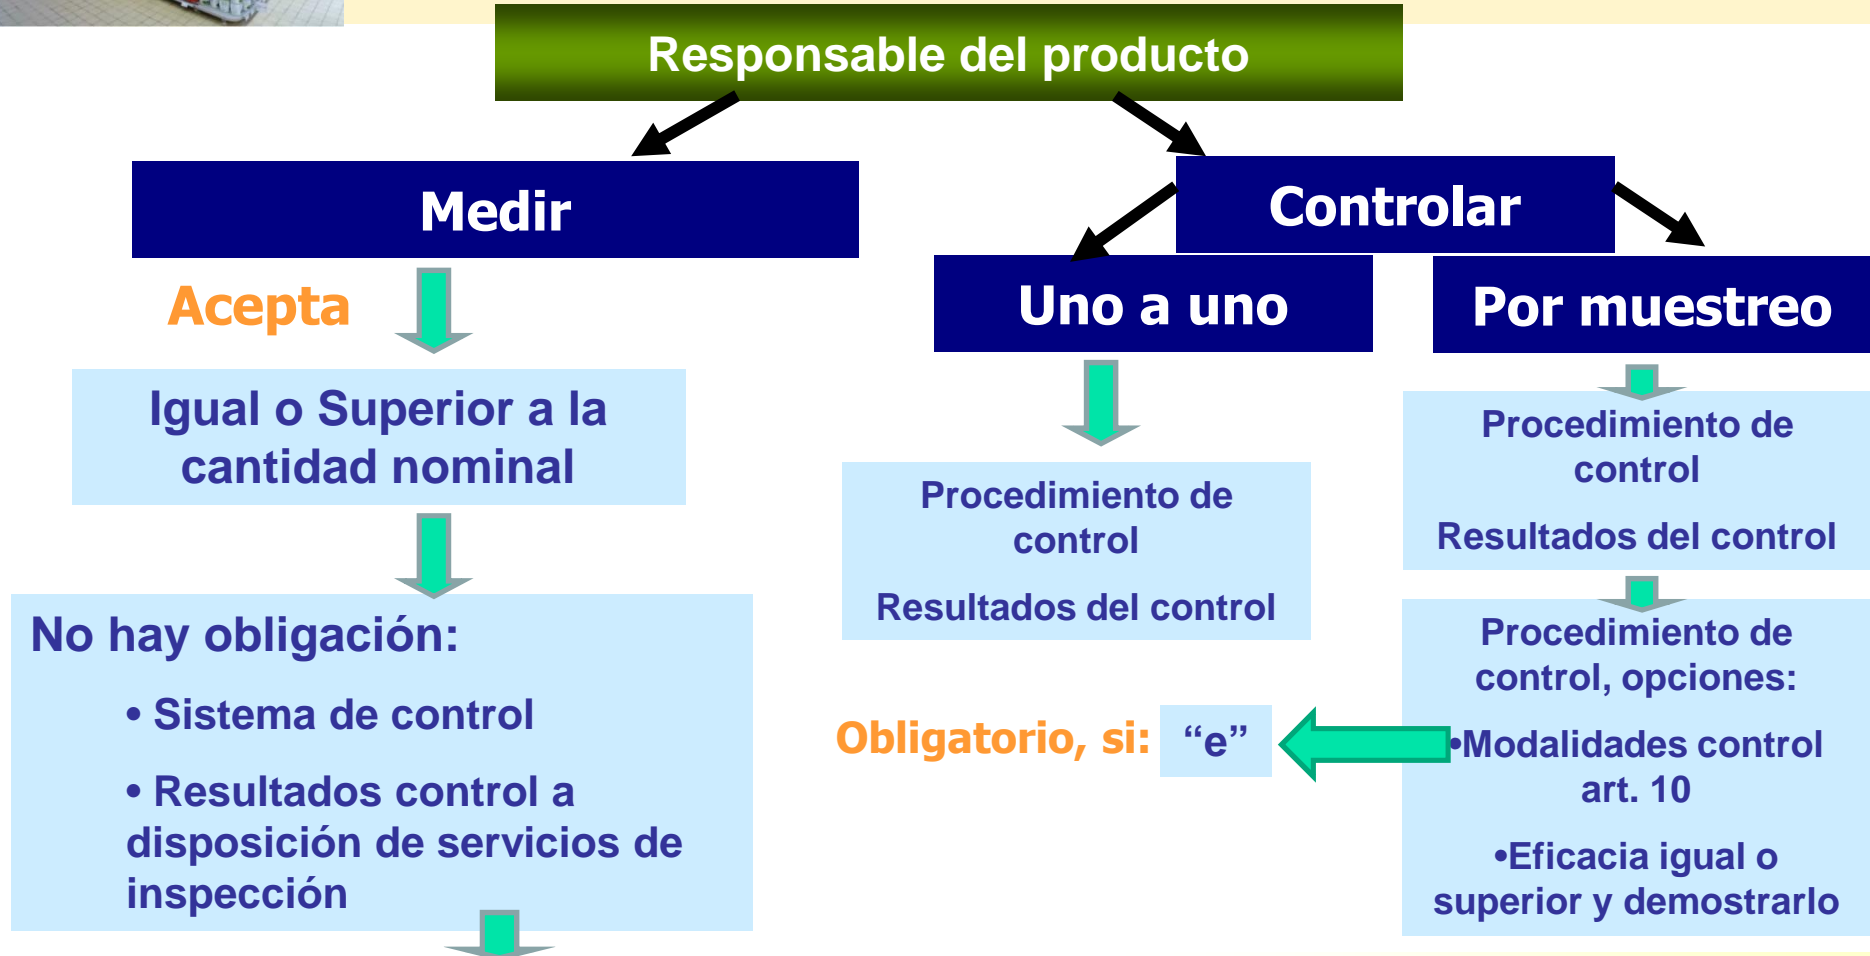 Responsable del producto
Medir
Acepta
Igual o Superior a la
cantidad nominal
No hay obligación:
• Sistema de control
• Resultados control a
disposición de servicios de
inspección
Controlar
Uno a uno
Procedimiento de
control
Resultados del control
Obligatorio, si:
“e”
Por muestreo
Procedimiento de
control
Resultados del control
Procedimiento de
control, opciones:
•Modalidades control
art. 10
•Eficacia igual o
superior y demostrarlo